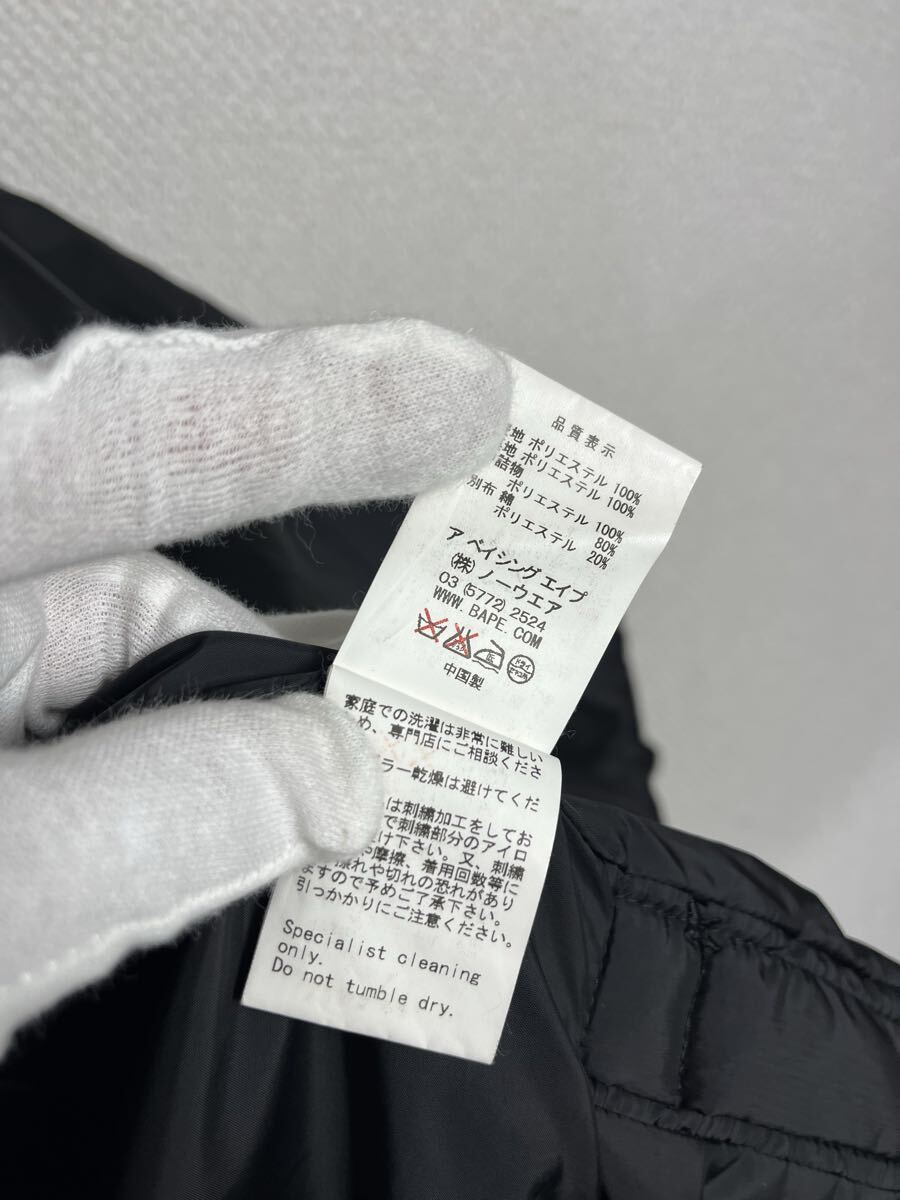 品質表示
地 ポリエステル 100%
地 ポリエステル 100%
詰物
ポリエステル 100%
別布 綿 80%
ポリエステル 20%
ア ベイシング エイプ
(株) ノーウエア
03 (5772) 2524
WWW. BAPE. COM
中国製
家庭での洗濯は非常に難しい
め、専門店にご相談くださ
ラー乾燥は避けてくだ
は刺繍加工をしてお
で刺繍部分のアイロ
け下さい。又、刺繍
や摩擦、着用回数等に
れや切れの恐れがあり
ますので予めご了承下さい。
引っかかりにご注意ください。
Specialist cleaning
only.
Do not tumble dry.